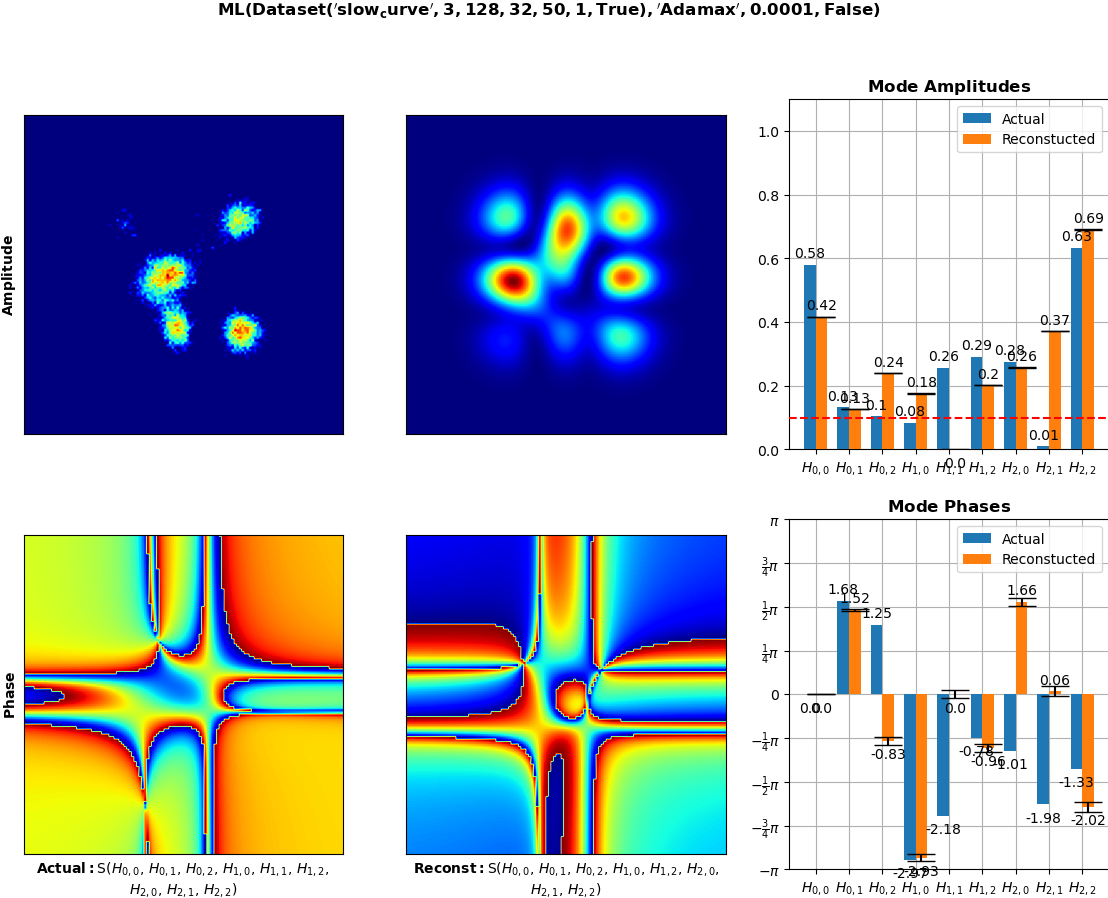 ML(Dataset('slow_curve', 3, 128, 32, 50, 1, True), 'Adamax', 0.0001, False)
Amplitude
Mode Amplitudes
Actual
Reconstucted
1.0
0.8
0.6
0.4
0.2
0.0
0.58
0.42
0.13
0.13
0.1
0.24
0.08
0.18
0.26
0.0
0.29
0.2
0.28
0.26
0.01
0.37
0.63
0.69
H0,0 H0,1 H0,2 H1,0 H1,1 H1,2 H2,0 H2,1 H2,2
Phase
Actual: S(H0,0, H0,1, H0,2, H1,0, H1,1, H1,2,
H2,0, H2,1, H2,2)
Reconst: S(H0,0, H0,1, H0,2, H1,0, H1,2, H2,0,
H2,1, H2,2)
Mode Phases
Actual
Reconstucted
π
3/4π
1/2π
1/4π
0
−1/4π
−1/2π
−3/4π
−π
0.0
0.0
1.68
1.52
1.25
-0.83
-2.97
-2.93
-2.18
0.0
-0.78
-0.96
-1.01
1.66
-1.98
0.06
-1.33
-2.02
H0,0 H0,1 H0,2 H1,0 H1,1 H1,2 H2,0 H2,1 H2,2